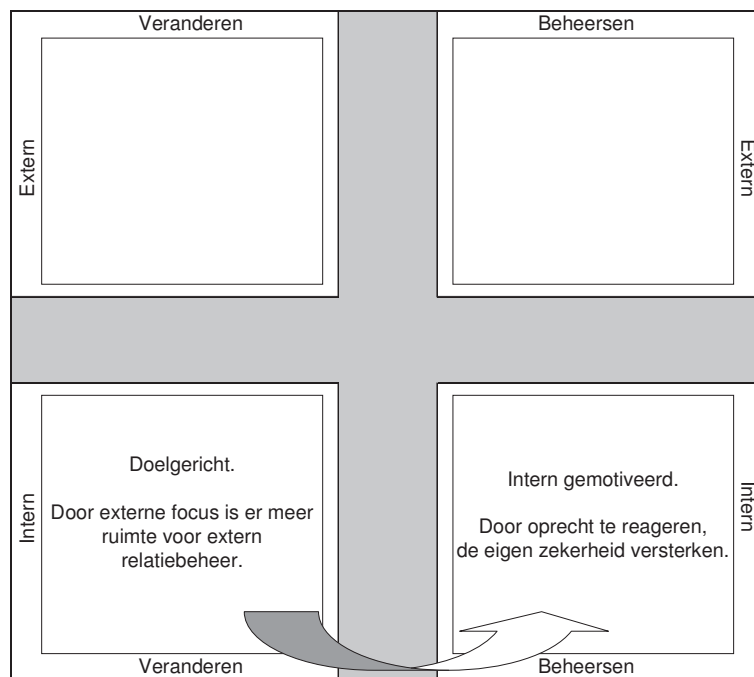 Veranderen
Beheersen
Extern
Extern
Intern
Doelgericht.
Door externe focus is er meer
ruimte voor extern
relatiebeheer.
Intern gemotiveerd.
Door oprecht te reageren,
de eigen zekerheid versterken.
Intern
Veranderen
Beheersen